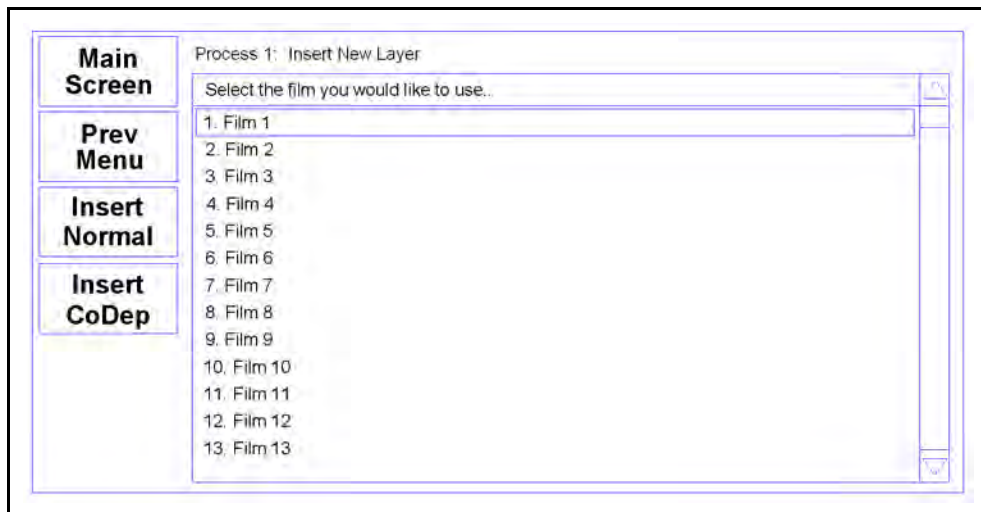 Main
Screen
Prev
Menu
Insert
Normal
Insert
CoDep
Process 1: Insert New Layer
Select the film you would like to use..
1. Film 1
2. Film 2
3. Film 3
4. Film 4
5. Film 5
6. Film 6
7. Film 7
8. Film 8
9. Film 9
10. Film 10
11. Film 11
12. Film 12
13. Film 13